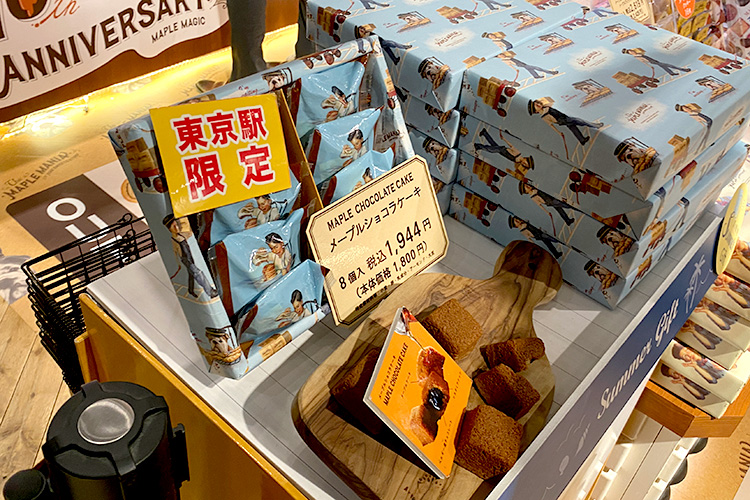 ANNIVERSARY
MAPLE MAGIC
東京駅
限定
MAPLE CHOCOLATE CAKE
メープルショコラケーキ
8個入 税込1,944円
(本体価格 1,800円)
MAPLE CHOCOLATE CAKE
Summer Gift
MAPLE MANIA